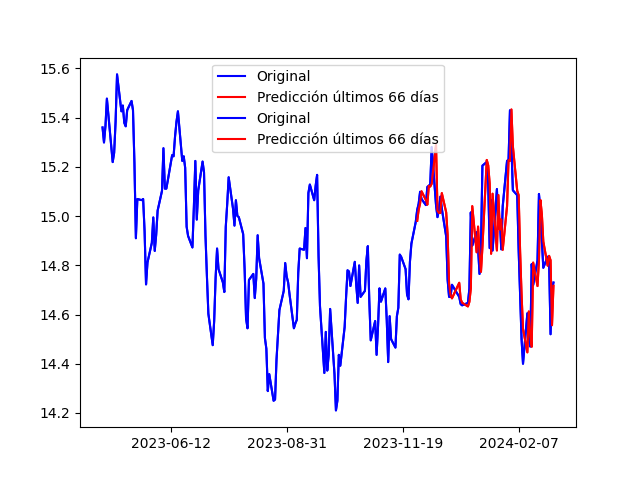 Original
Predicción últimos 66 días
Original
Predicción últimos 66 días
15.6
15.4
15.2
15.0
14.8
14.6
14.4
14.2
2023-06-12 2023-08-31 2023-11-19 2024-02-07